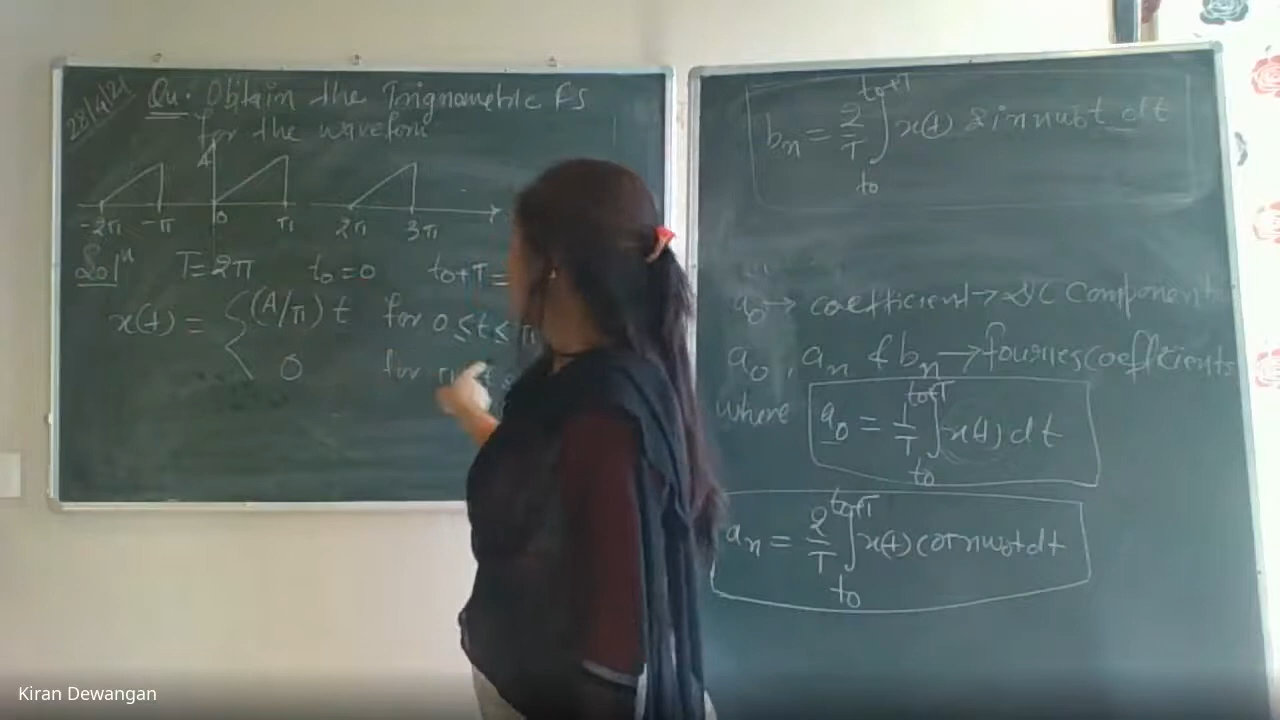 28/4/21
Qu. Obtain the Trignometric FS
for the waveform
A
-2π -π 0 π 2π 3π
Solⁿ T=2π t₀=0 t₀+T=
x(t) = { (A/π) t for 0 ≤ t ≤ π
0 for π
bₙ = 2/T ∫ₜ₀^(t₀+T) x(t) sin nω₀t dt
a₀ → coefficient → DC Component
a₀, aₙ & bₙ → fourier coefficients
where a₀ = 1/T ∫ₜ₀^(t₀+T) x(t) dt
aₙ = 2/T ∫ₜ₀^(t₀+T) x(t) cos nω₀t dt
Kiran Dewangan